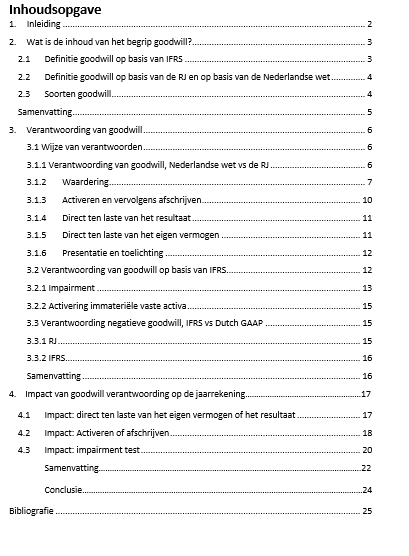 Inhoudsopgave
1. Inleiding ........ 2
2. Wat is de inhoud van het begrip goodwill?........ 3
2.1 Definitie goodwill op basis van IFRS ........ 3
2.2 Definitie goodwill op basis van de RJ en op basis van de Nederlandse wet........ 4
2.3 Soorten goodwill........ 4
Samenvatting........ 5
3. Verantwoording van goodwill........ 6
3.1 Wijze van verantwoorden........ 6
3.1.1 Verantwoording van goodwill, Nederlandse wet vs de RJ........ 6
3.1.2 Waardering........ 7
3.1.3 Activeren en vervolgens afschrijven........ 10
3.1.4 Direct ten laste van het resultaat........ 11
3.1.5 Direct ten laste van het eigen vermogen ........ 11
3.1.6 Presentatie en toelichting ........ 12
3.2 Verantwoording van goodwill op basis van IFRS........ 12
3.2.1 Impairment ........ 13
3.2.2 Activering immateriële vaste activa........ 15
3.3 Verantwoording negatieve goodwill, IFRS vs Dutch GAAP ........ 15
3.3.1 RJ........ 15
3.3.2 IFRS........ 16
Samenvatting ........ 16
4. Impact van goodwill verantwoording op de jaarrekening........17
4.1 Impact: direct ten laste van het eigen vermogen of het resultaat ........ 17
4.2 Impact: Activeren of afschrijven........ 18
4.3 Impact: impairment test........ 20
Samenvatting........22
Conclusie........24
Bibliografie ........ 25